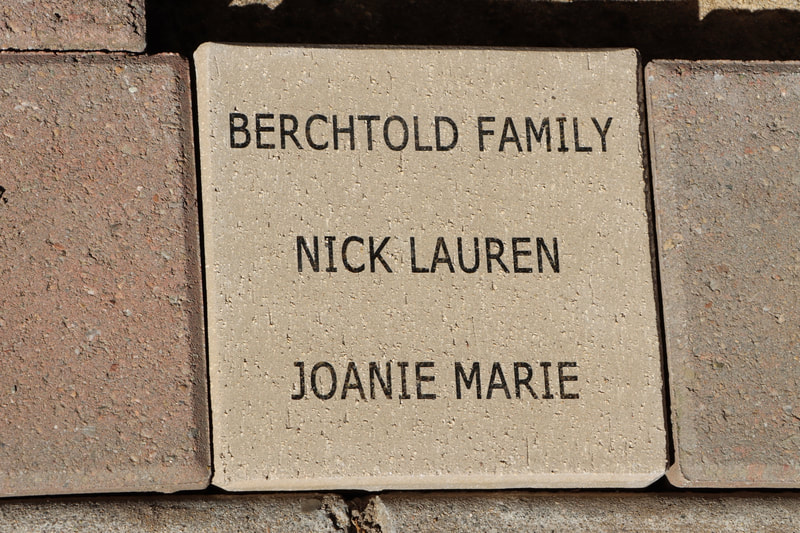 BERCHTOLD FAMILY
NICK LAUREN
JOANIE MARIE